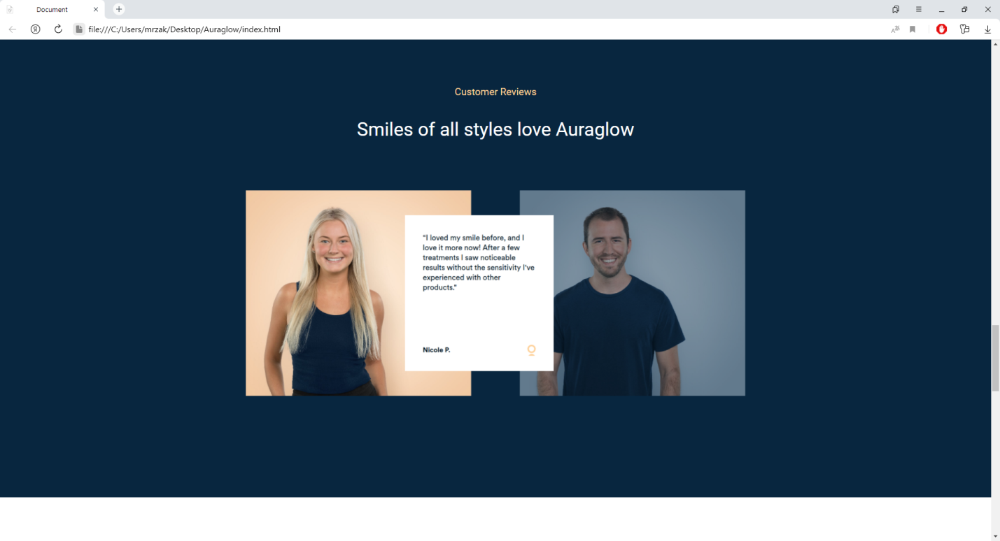 Document
file:///C:/Users/mrzak/Desktop/Auraglow/index.html
Customer Reviews
Smiles of all styles love Auraglow
“I loved my smile before, and I
love it more now! After a few
treatments I saw noticeable
results without the sensitivity I've
experienced with other
products."
Nicole P.